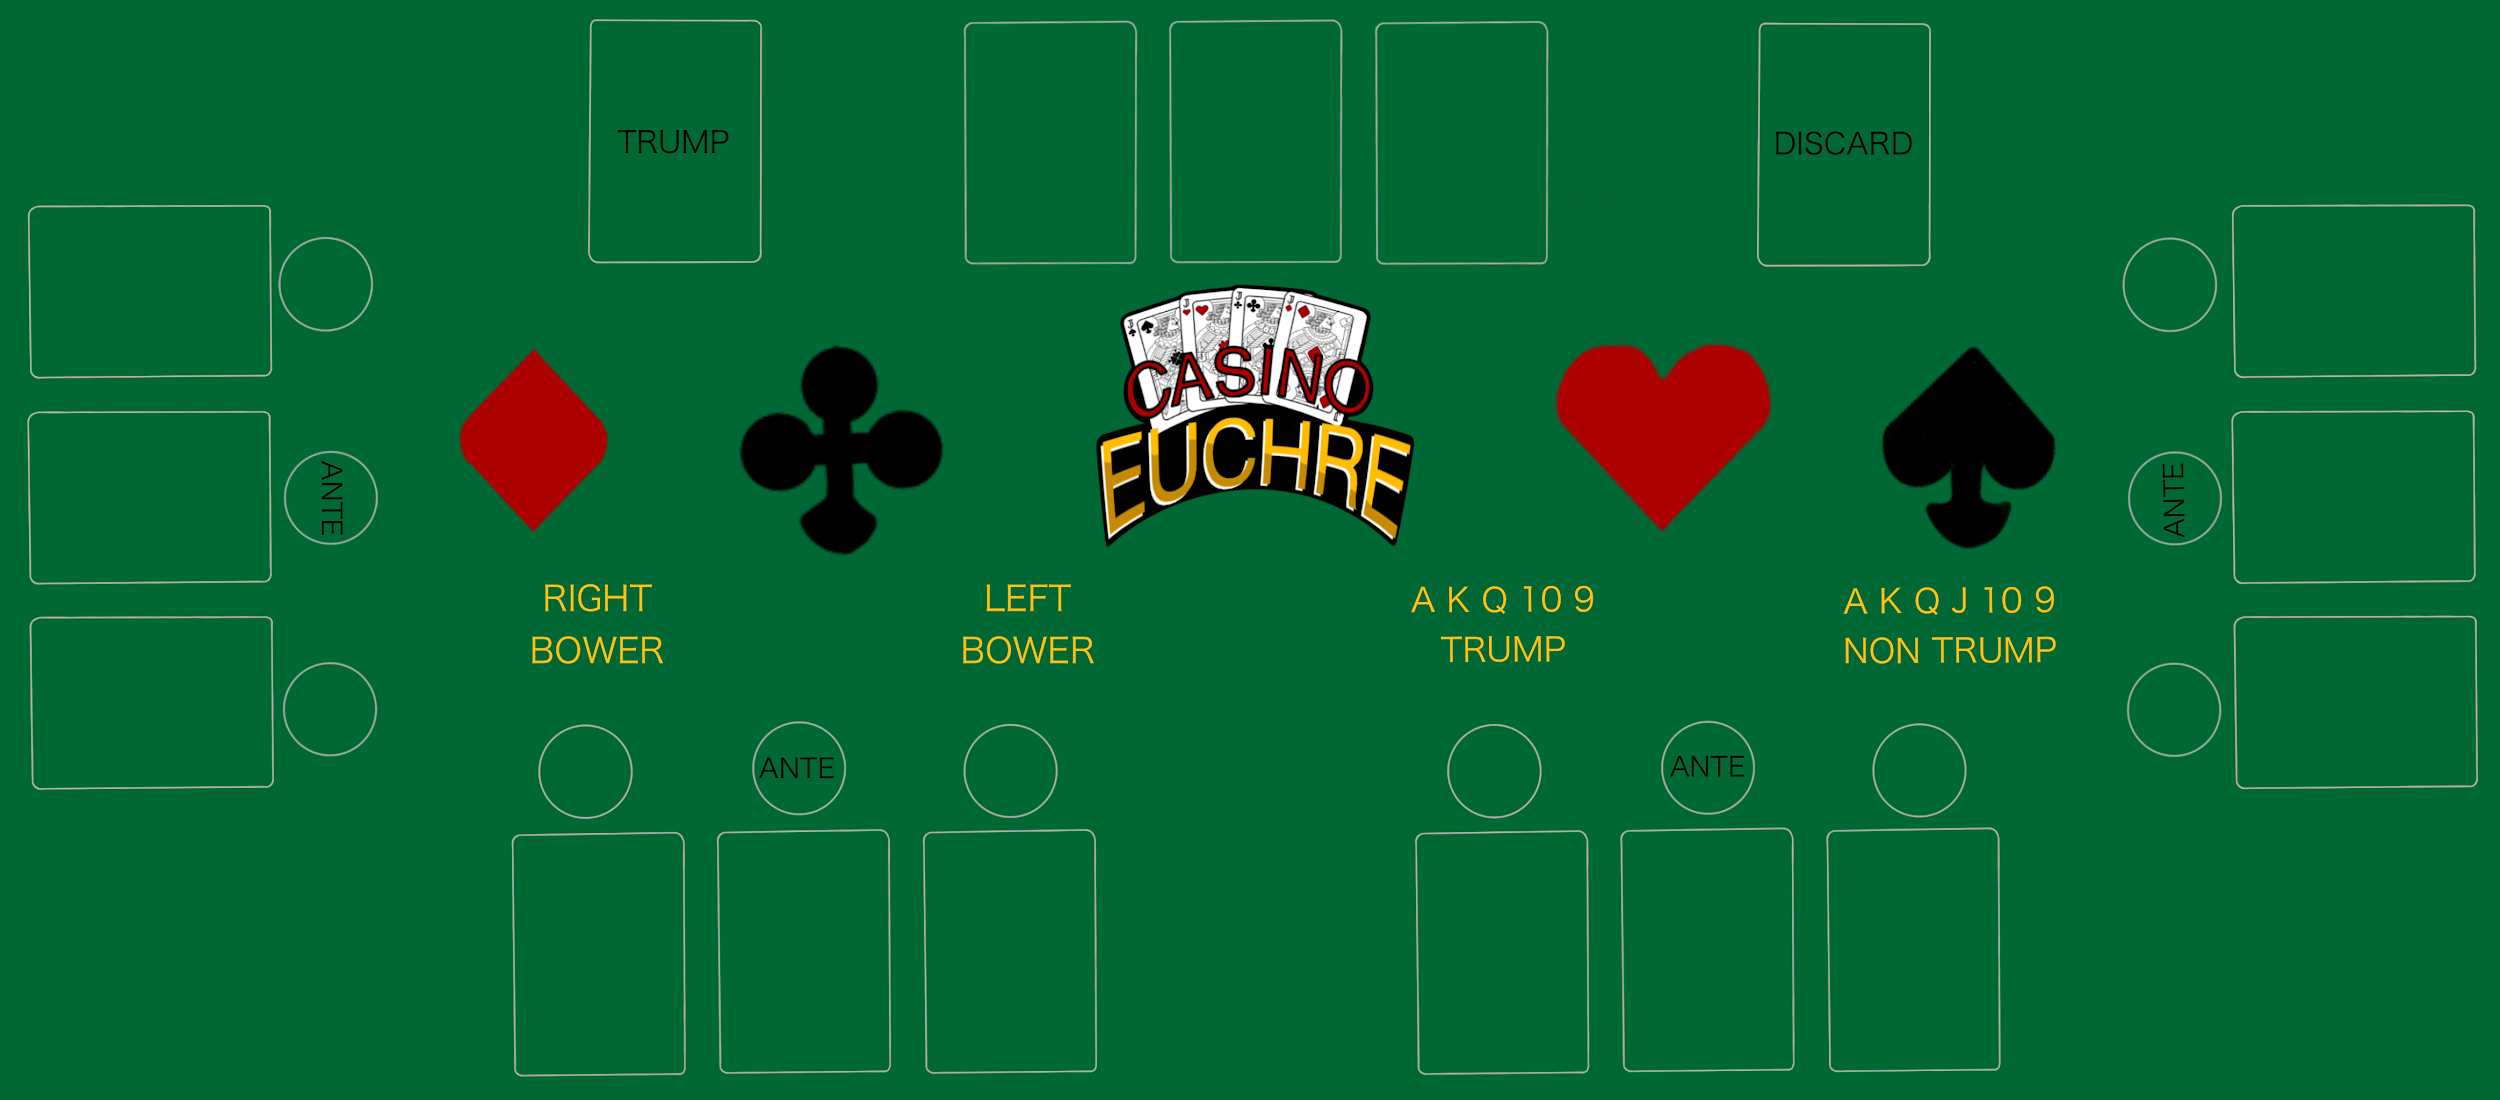 TRUMP
DISCARD
J
J
J
J
CASINO
EUCHRE
ANTE
ANTE
RIGHT
BOWER
LEFT
BOWER
A K Q 10 9
TRUMP
A K Q J 10 9
NON TRUMP
ANTE
ANTE